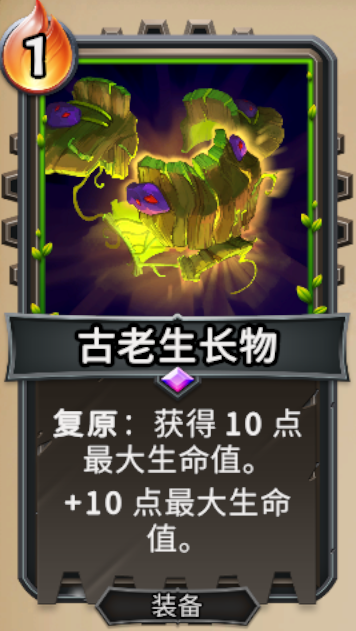 1
古老生长物
复原：获得 10 点
最大生命值。
+10 点最大生命
值。
装备